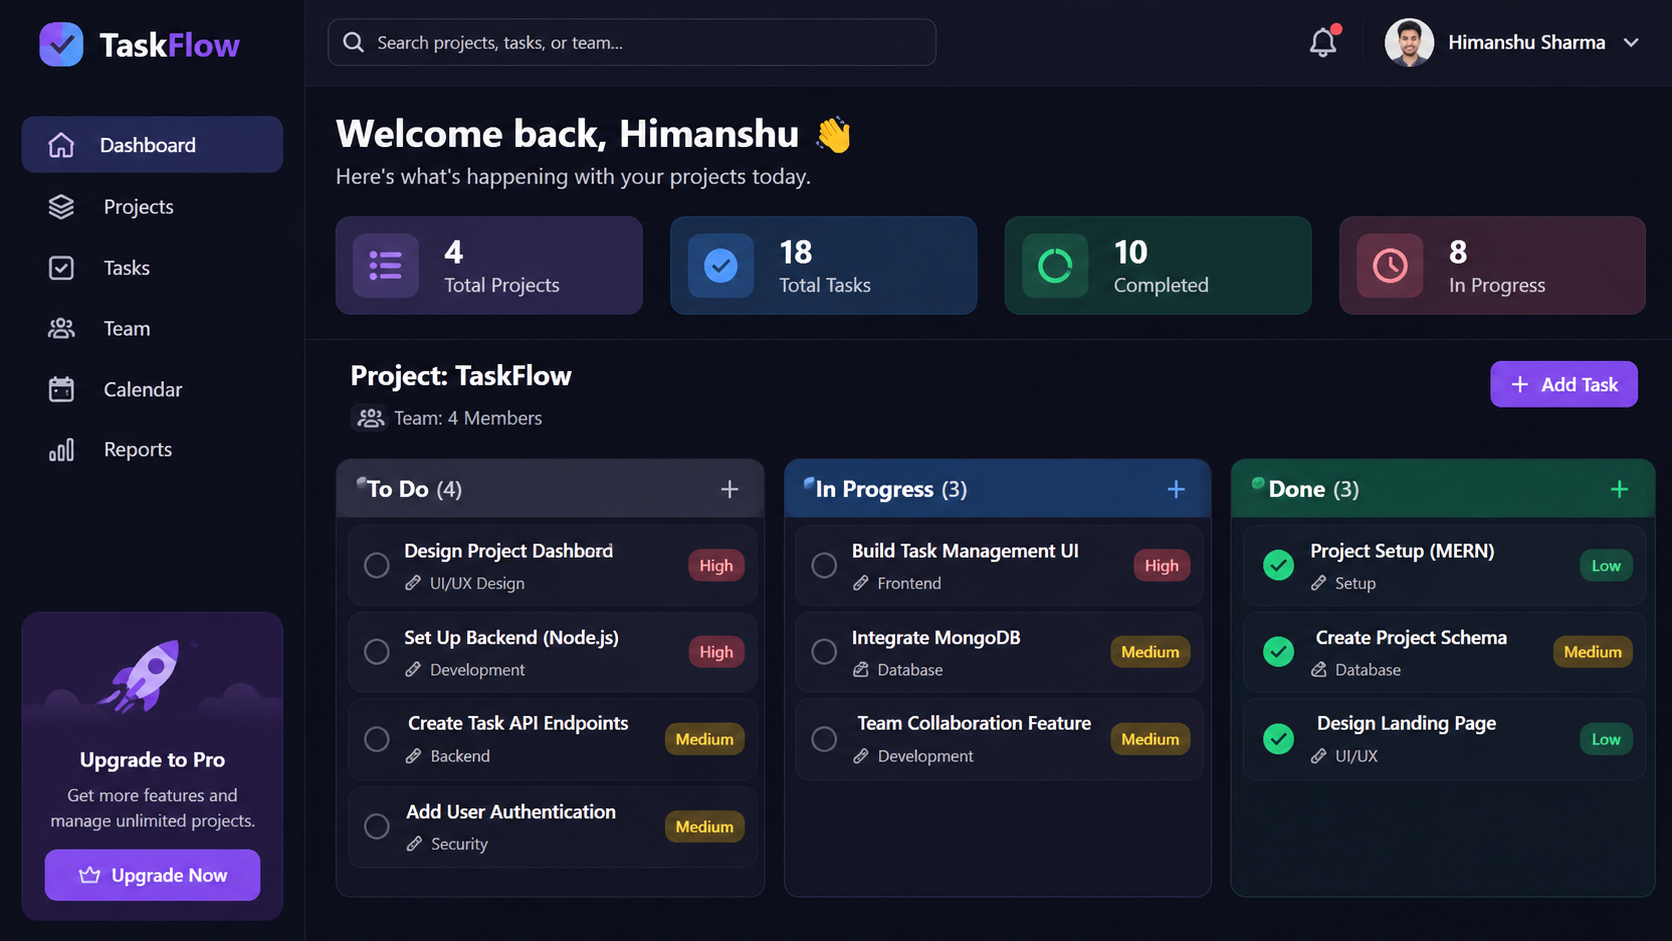 TaskFlow
Search projects, tasks, or team...
Himanshu Sharma
Dashboard
Projects
Tasks
Team
Calendar
Reports
Upgrade to Pro
Get more features and
manage unlimited projects.
Upgrade Now
Welcome back, Himanshu 👋
Here's what's happening with your projects today.
4
Total Projects
18
Total Tasks
10
Completed
8
In Progress
Project: TaskFlow
Team: 4 Members
+ Add Task
To Do (4) +
Design Project Dashbord
High
UI/UX Design
Set Up Backend (Node.js)
High
Development
Create Task API Endpoints
Medium
Backend
Add User Authentication
Medium
Security
In Progress (3) +
Build Task Management UI
High
Frontend
Integrate MongoDB
Medium
Database
Team Collaboration Feature
Medium
Development
Done (3) +
Project Setup (MERN)
Low
Setup
Create Project Schema
Medium
Database
Design Landing Page
Low
UI/UX